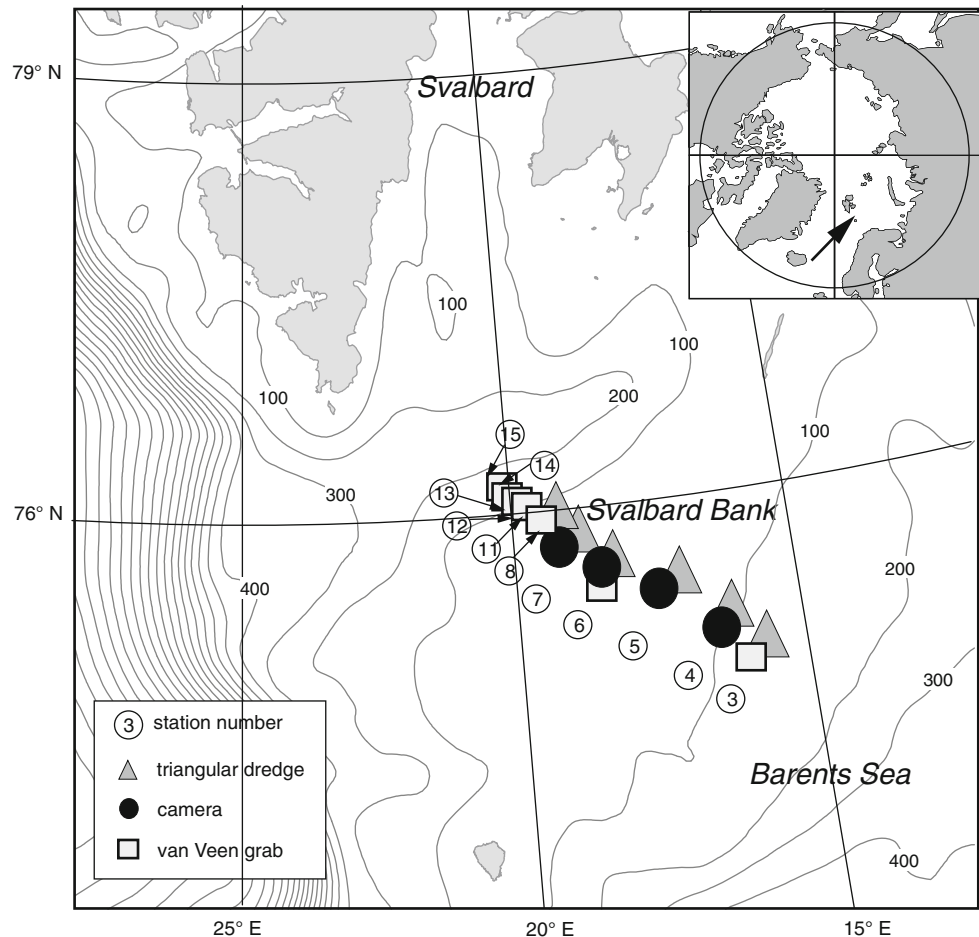 79° N
Svalbard
100
100
100
200
100
15
14
300
13
76° N
Svalbard Bank
12
11
8
200
400
7
6
5
4
3
300
3 station number
triangular dredge
camera
van Veen grab
Barents Sea
400
25° E
20° E
15° E